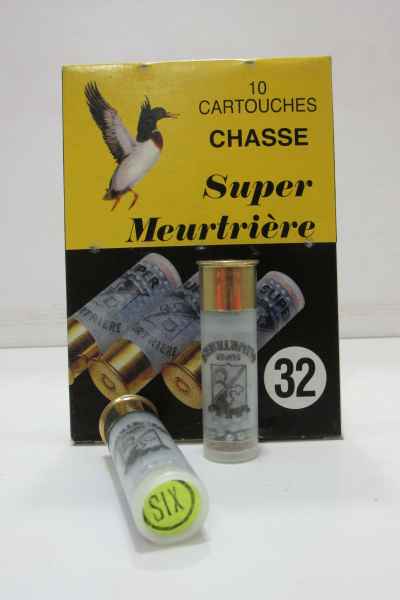 10
CARTOUCHES
CHASSE
Super
Meurtrière
32
SIX